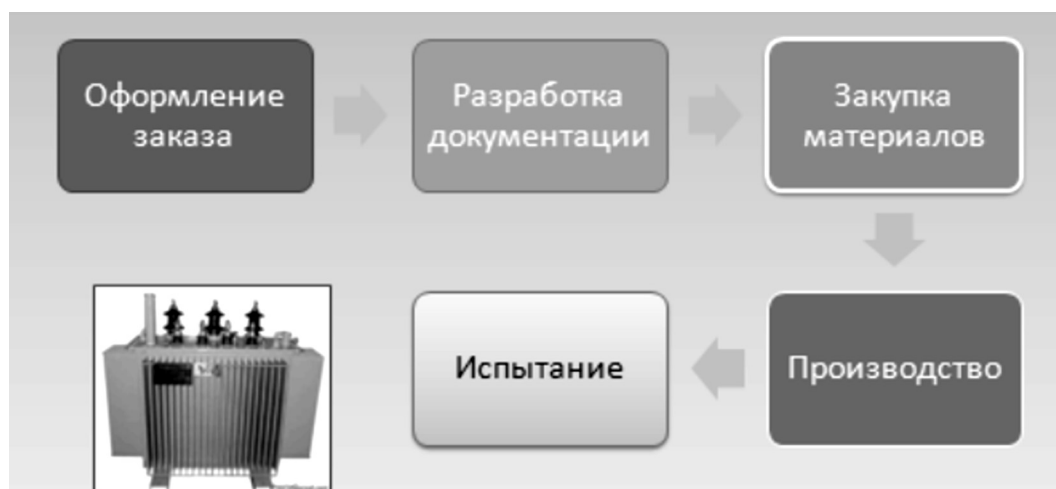 Оформление
заказа
Разработка
документации
Закупка
материалов
Производство
Испытание